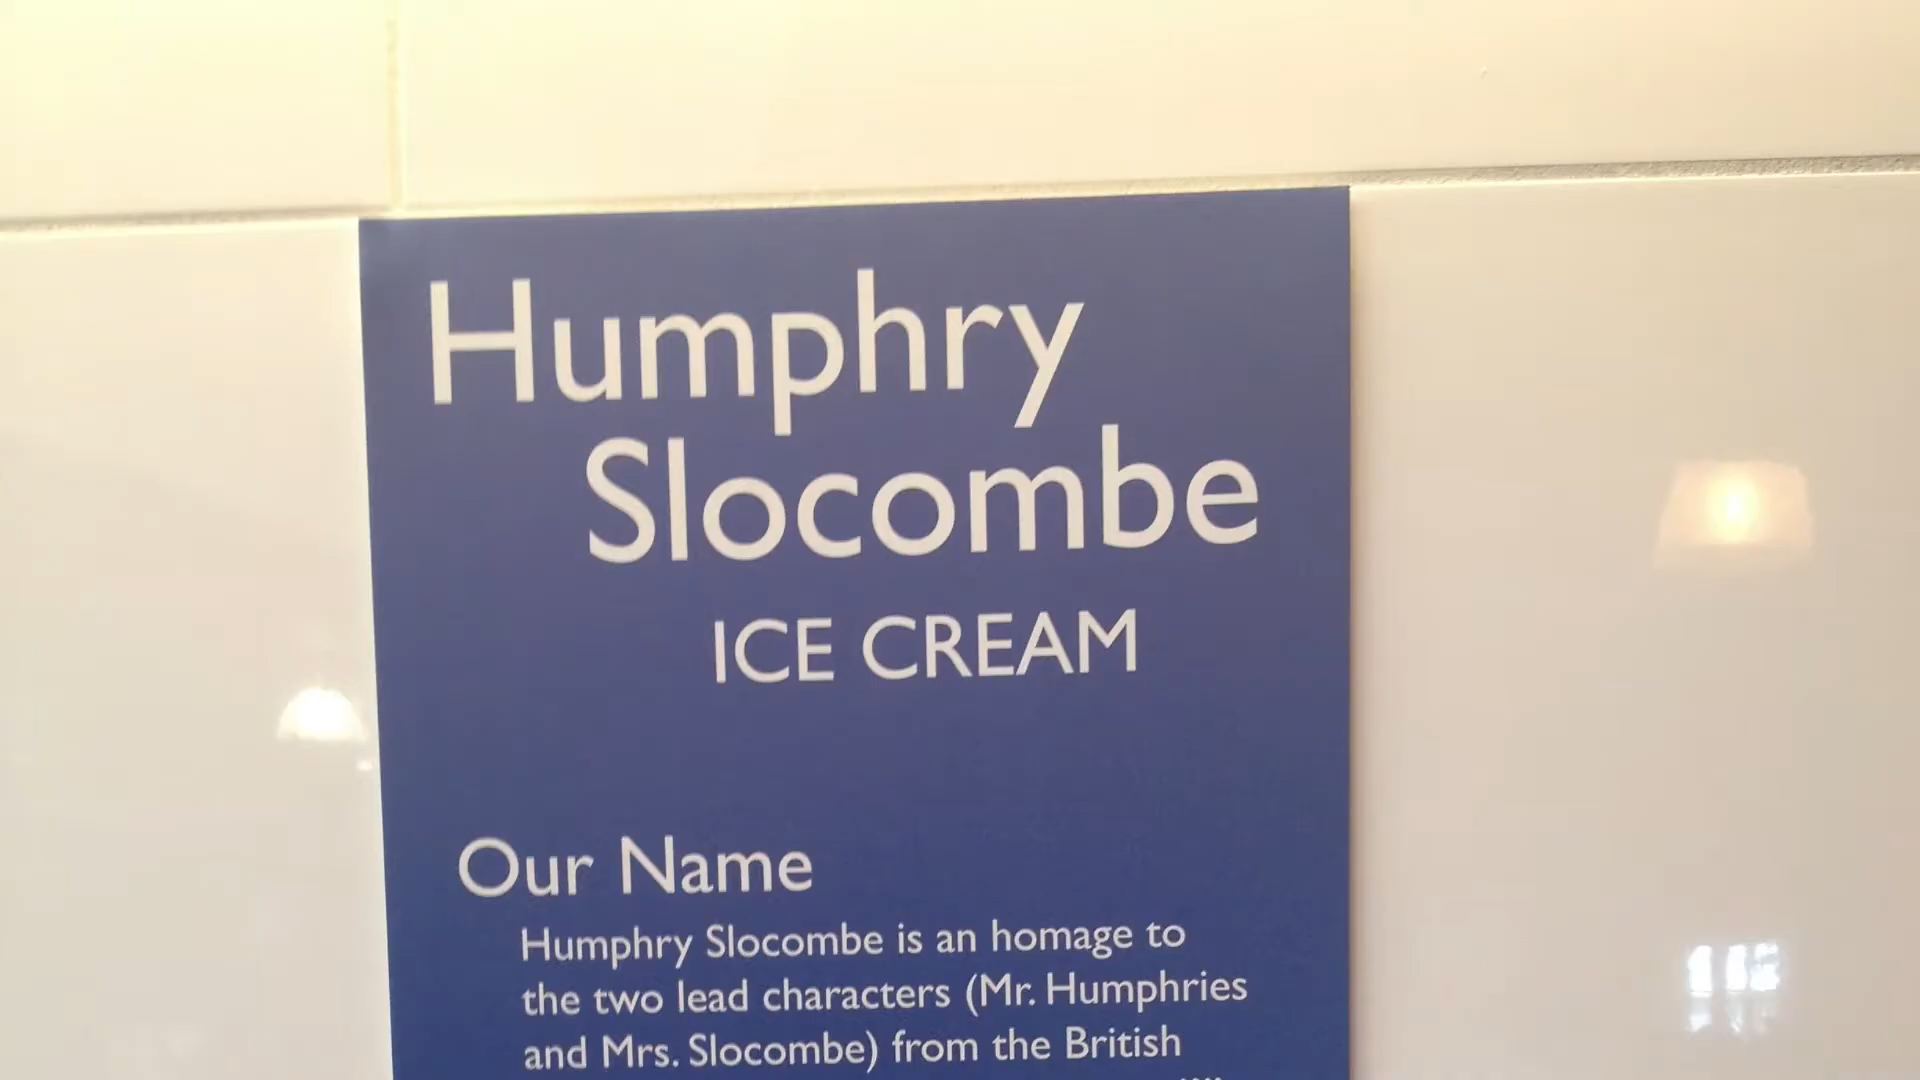 Humphry
Slocombe
ICE CREAM
Our Name
Humphry Slocombe is an homage to
the two lead characters (Mr. Humphries
and Mrs. Slocombe) from the British